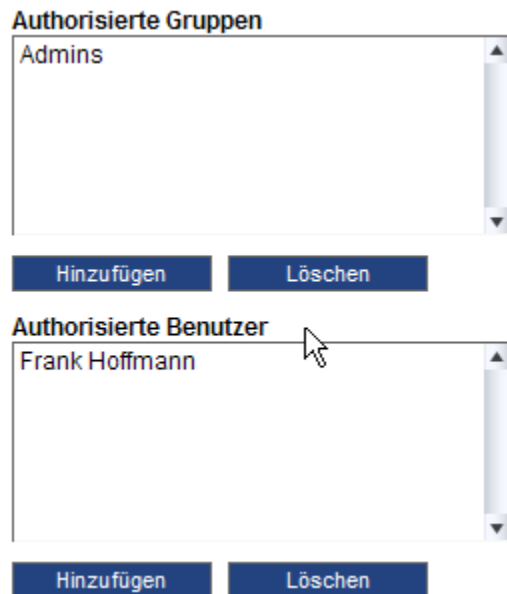 Authorisierte Gruppen
Admins
Hinzufügen Löschen
Authorisierte Benutzer
Frank Hoffmann
Hinzufügen Löschen